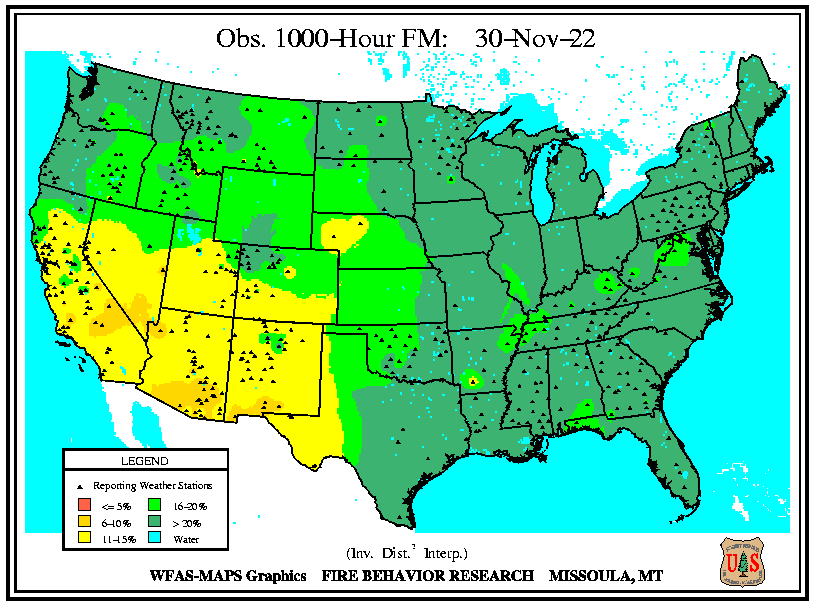 Obs. 1000-Hour FM: 30-Nov-22
LEGEND
Reporting Weather Stations
<= 5% 16-20%
6-10% > 20%
11-15% Water
(Inv. Dist.² Interp.)
WFAS-MAPS Graphics FIRE BEHAVIOR RESEARCH MISSOULA, MT
U S